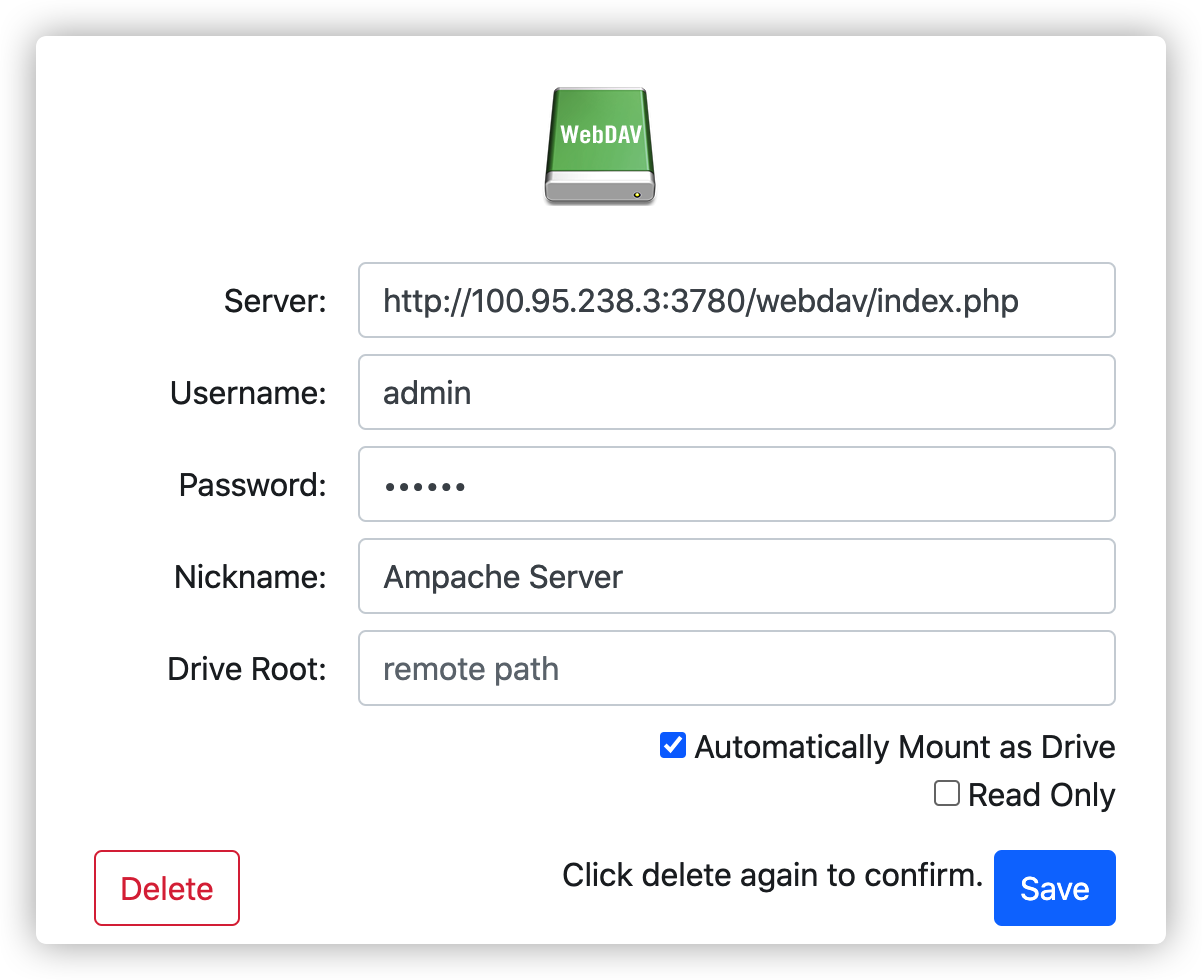 WebDAV
Server: http://100.95.238.3:3780/webdav/index.php
Username: admin
Password: ••••••
Nickname: Ampache Server
Drive Root: remote path
Automatically Mount as Drive
Read Only
Delete Click delete again to confirm. Save